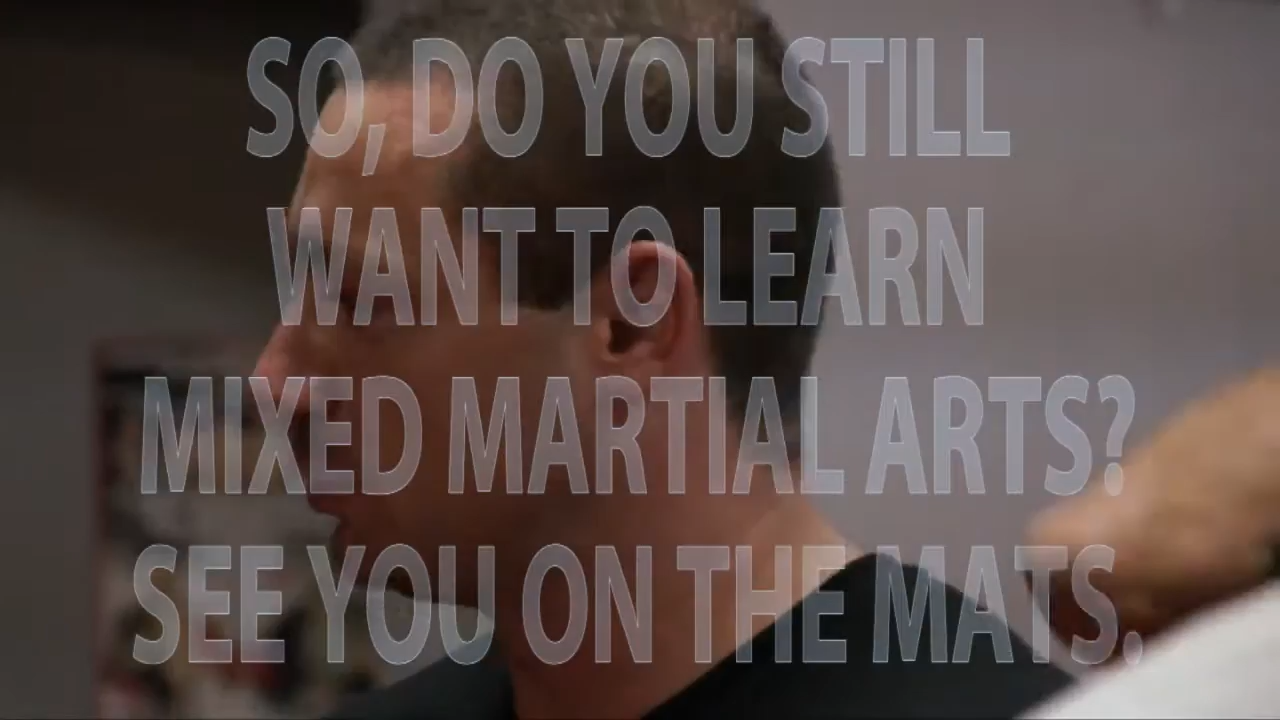 SO, DO YOU STILL
WANT TO LEARN
MIXED MARTIAL ARTS?
SEE YOU ON THE MATS.